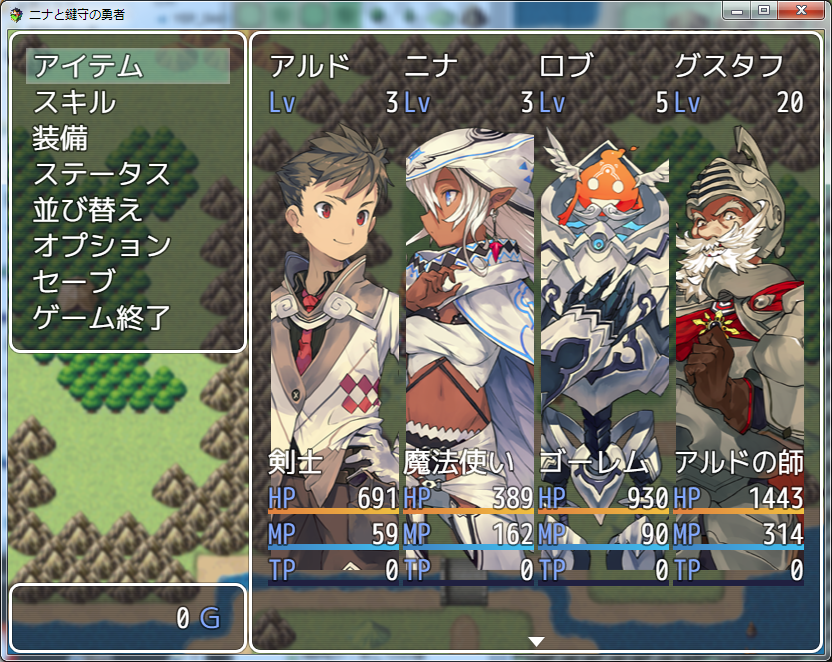 ニナと鍵守の勇者
アイテム
スキル
装備
ステータス
並び替え
オプション
セーブ
ゲーム終了
アルド ニナ ロブ グスタフ
Lv 3 Lv 3 Lv 5 Lv 20
剣士 魔法使い ゴーレム アルドの師
HP 691 HP 389 HP 930 HP 1443
MP 59 MP 162 MP 90 MP 314
TP 0 TP 0 TP 0 TP 0
0 G